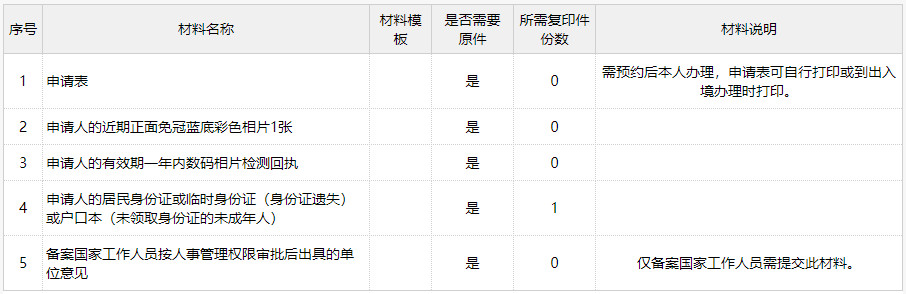 序号 材料名称 材料模板 是否需要原件 所需复印件份数 材料说明
1 申请表 是 0 需预约后本人办理，申请表可自行打印或到出入
境办理时打印。
2 申请人的近期正面免冠蓝底彩色相片1张 是 0
3 申请人的有效期一年内数码相片检测回执 是 0
4 申请人的居民身份证或临时身份证（身份证遗失）
或户口本（未领取身份证的未成年人） 是 1
5 备案国家工作人员按人事管理权限审批后出具的单
位意见 是 0 仅备案国家工作人员需提交此材料。